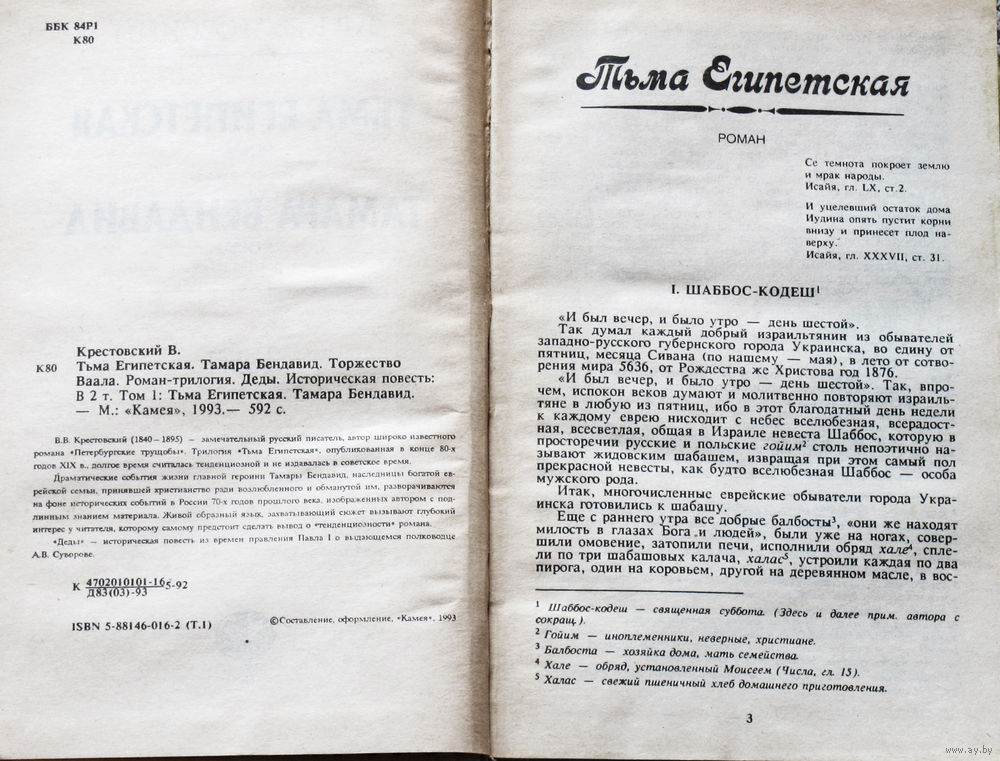 ББК 84Р1
К80
Крестовский В.
К80 Тьма Египетская. Тамара Бендавид. Торжество
Ваала. Роман-трилогия. Деды. Историческая повесть:
В 2 т. Том 1: Тьма Египетская. Тамара Бендавид.
— М.: «Камея», 1993.— 592 с.
В.В. Крестовский (1840–1895) — замечательный русский писатель, автор широко известного
романа «Петербургские трущобы». Трилогия «Тьма Египетская», опубликованная в конце 80-х
годов XIX в., долгое время считалась тенденциозной и не издавалась в советское время.
Драматические события жизни главной героини Тамары Бендавид, наследницы богатой ев-
рейской семьи, принявшей христианство ради возлюбленного и обманутой им, разворачиваются
на фоне исторических событий в России 70-х годов прошлого века, изображенных автором с под-
линным знанием материала. Живой образный язык, захватывающий сюжет вызывают глубокий
интерес у читателя, которому самому предстоит сделать вывод о «тенденциозности» романа.
«Деды» — историческая повесть из времен правления Павла I о выдающемся полководце
А.В. Суворове.
К 4702010101-16 5-92
Д83(03)-93
ISBN 5-88146-016-2 (Т.1)
©Составление, оформление, «Камея», 1993
Тьма Египетская
РОМАН
Се темнота покроет землю
и мрак народы.
Исайя, гл. LX, ст.2.
И уцелевший остаток дома
Иудина опять пустит корни
внизу и принесет плод на-
верху.
Исайя, гл. XXXVII, ст. 31.
I. ШАББОС-КОДЕШ¹
«И был вечер, и было утро — день шестой».
Так думал каждый добрый израильтянин из обывателей
западно-русского губернского города Украинска, во едину от
пятниц, месяца Сивана (по нашему — мая), в лето от сотво-
рения мира 5636, от Рождества же Христова год 1876.
«И был вечер, и было утро — день шестой». Так, впро-
чем, испокон веков думают и молитвенно повторяют израиль-
тяне в любую из пятниц, ибо в этот благодатный день недели
к каждому еврею нисходит с небес вселюбезная, всерадост-
ная, всесветлая, общая в Израиле невеста Шаббос, которую в
просторечии русские и польские гойим² столь непоэтично на-
зывают жидовским шабашем, извращая при этом самый пол
прекрасной невесты, как будто вселюбезная Шаббос — особа
мужского рода.
Итак, многочисленные еврейские обыватели города Укра-
инска готовились к шабашу.
Еще с раннего утра все добрые балбосты³, «они же находят
милость в глазах Бога и людей», были уже на ногах, совер-
шили омовение, затопили печи, исполнили обряд хале⁴, спле-
ли по три шабашовых калача, халас⁵, устроили каждая по два
пирога, один на коровьем, другой на деревянном масле, в вос-
¹ Шаббос-кодеш — священная суббота. (Здесь и далее прим. автора с
сокращ.).
² Гойим — иноплеменники, неверные, христиане.
³ Балбоста — хозяйка дома, мать семейства.
⁴ Хале — обряд, установленный Моисеем (Числа, гл. 15).
⁵ Халас — свежий пшеничный хлеб домашнего приготовления.
3
www.ay.by